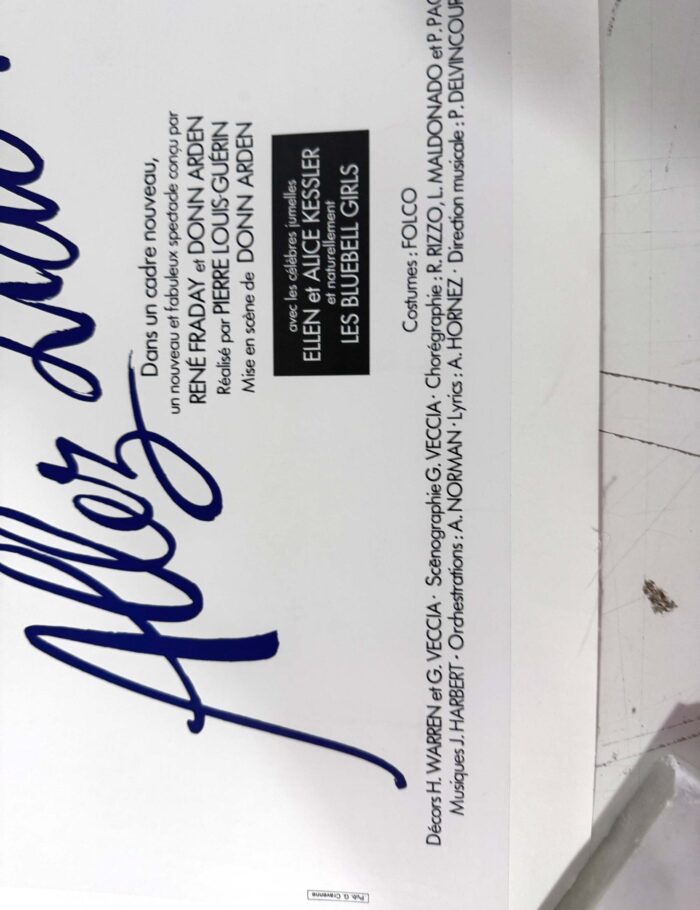 Allez
Dans un cadre nouveau,
un nouveau et fabuleux spectacle conçu par
RENÉ FRADAY et DONN ARDEN
Réalisé par PIERRE LOUIS-GUÉRIN
Mise en scène de DONN ARDEN
avec les célèbres jumelles
ELLEN et ALICE KESSLER
et naturellement
LES BLUEBELL GIRLS
Costumes : FOLCO
Décors H. WARREN et G. VECCIA · Scénographie G. VECCIA · Chorégraphie : R. RIZZO, L. MALDONADO et P.
Musiques J. HARBERT · Orchestrations : A. NORMAN · Lyrics : A. HORNEZ · Direction musicale : P.
Pub. G. Cravenne